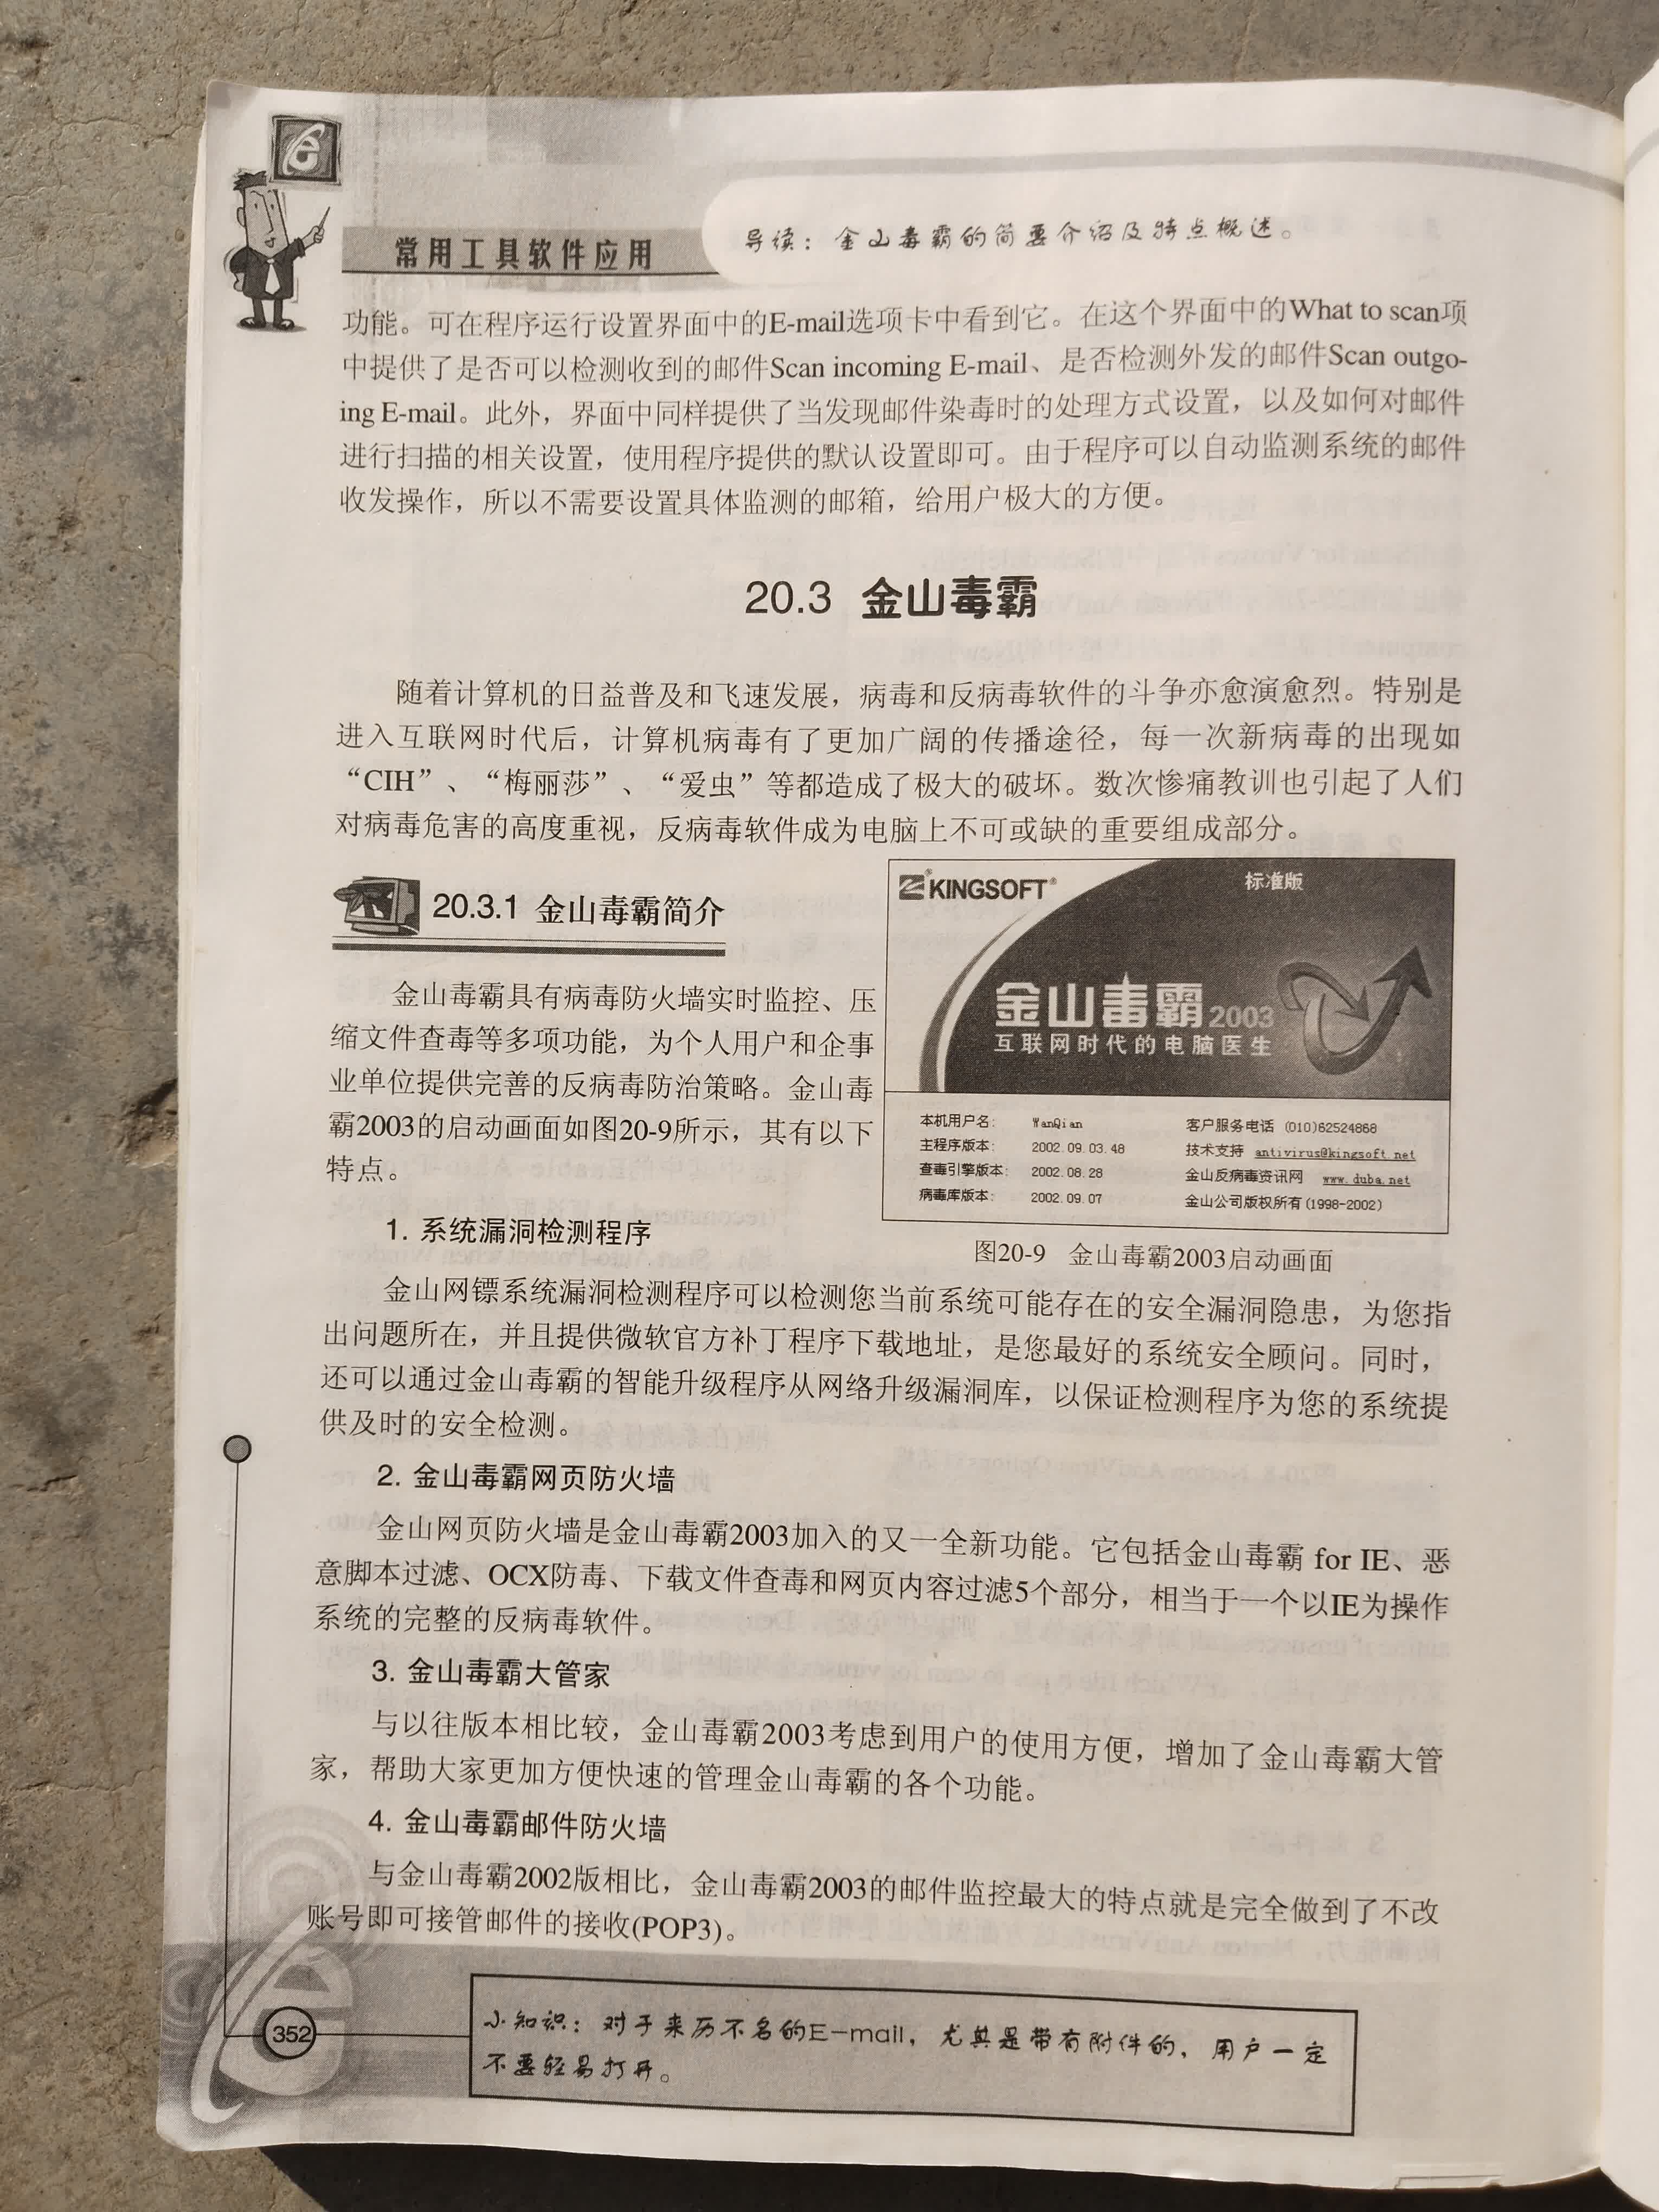 常用工具软件应用
导读：金山毒霸的简要介绍及特点概述。
功能。可在程序运行设置界面中的E-mail选项卡中看到它。在这个界面中的What to scan项
中提供了是否可以检测收到的邮件Scan incoming E-mail、是否检测外发的邮件Scan outgo-
ing E-mail。此外，界面中同样提供了当发现邮件染毒时的处理方式设置，以及如何对邮件
进行扫描的相关设置，使用程序提供的默认设置即可。由于程序可以自动监测系统的邮件
收发操作，所以不需要设置具体监测的邮箱，给用户极大的方便。
20.3 金山毒霸
随着计算机的日益普及和飞速发展，病毒和反病毒软件的斗争亦愈演愈烈。特别是
进入互联网时代后，计算机病毒有了更加广阔的传播途径，每一次新病毒的出现如
“CIH”、“梅丽莎”、“爱虫”等都造成了极大的破坏。数次惨痛教训也引起了人们
对病毒危害的高度重视，反病毒软件成为电脑上不可或缺的重要组成部分。
20.3.1 金山毒霸简介
金山毒霸具有病毒防火墙实时监控、压
缩文件查毒等多项功能，为个人用户和企事
业单位提供完善的反病毒防治策略。金山毒
霸2003的启动画面如图20-9所示，其有以下
特点。
KINGSOFT®
标准版
金山毒霸2003
互联网时代的电脑医生
本机用户名： WanQian 客户服务电话 (010)62524868
主程序版本： 2002.09.03.48 技术支持 antivirus@kingsoft.net
查毒引擎版本： 2002.08.28 金山反病毒资讯网 www.duba.net
病毒库版本： 2002.09.07 金山公司版权所有(1998-2002)
图20-9 金山毒霸2003启动画面
1. 系统漏洞检测程序
金山网镖系统漏洞检测程序可以检测您当前系统可能存在的安全漏洞隐患，为您指
出问题所在，并且提供微软官方补丁程序下载地址，是您最好的系统安全顾问。同时，
还可以通过金山毒霸的智能升级程序从网络升级漏洞库，以保证检测程序为您的系统提
供及时的安全检测。
2. 金山毒霸网页防火墙
金山网页防火墙是金山毒霸2003加入的又一全新功能。它包括金山毒霸 for IE、恶
意脚本过滤、OCX防毒、下载文件查毒和网页内容过滤5个部分，相当于一个以IE为操作
系统的完整的反病毒软件。
3. 金山毒霸大管家
与以往版本相比较，金山毒霸2003考虑到用户的使用方便，增加了金山毒霸大管
家，帮助大家更加方便快速的管理金山毒霸的各个功能。
4. 金山毒霸邮件防火墙
与金山毒霸2002版相比，金山毒霸2003的邮件监控最大的特点就是完全做到了不改
账号即可接管邮件的接收(POP3)。
352
小知识：对于来历不名的E-mail，尤其是带有附件的，用户一定
不要轻易打开。